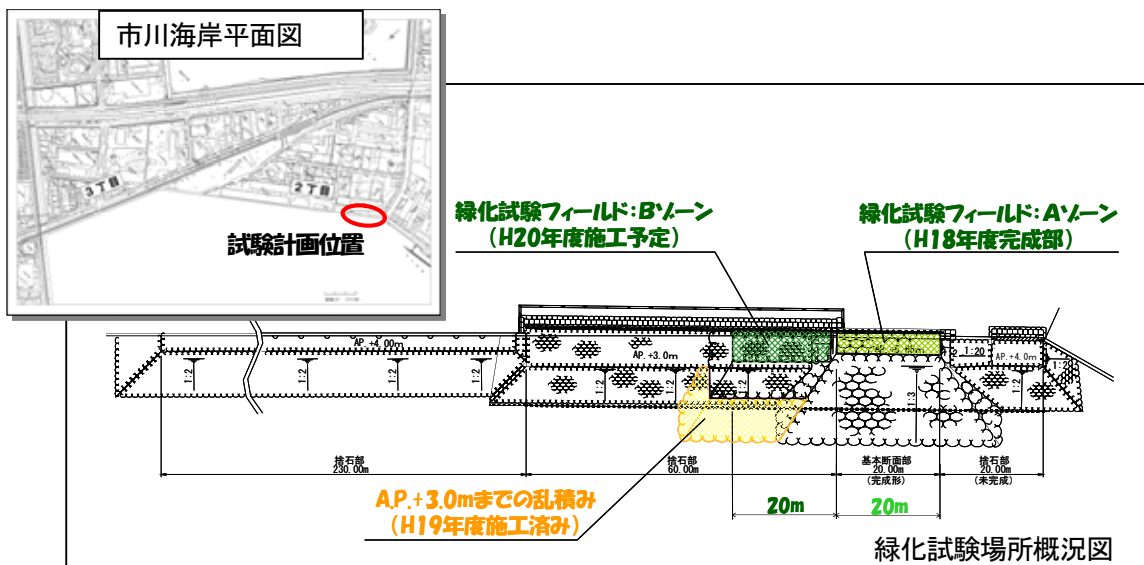 市川海岸平面図
3丁目
2丁目
試験計画位置
緑化試験フィールド:Bゾーン
(H20年度施工予定)
緑化試験フィールド:Aゾーン
(H18年度完成部)
AP.+4.00m
AP.+3.0m
1:20
AP.+4.0m
1:2
1:2
1:2
1:2
1:2
1:2
1:2
1:2
1:3
1:2
捨石部
230.00m
捨石部
60.00m
基本断面部
20.00m
(完成形)
捨石部
20.00m
(未完成)
A.P.+3.0mまでの乱積み
(H19年度施工済み)
20m
20m
緑化試験場所概況図